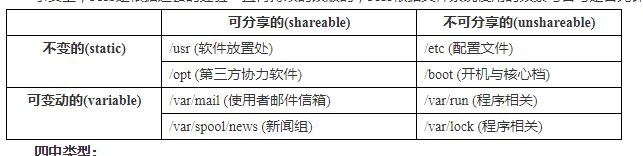 可分享的(shareable) 不可分享的(unshareable)
不变的(static) /usr (软件放置处) /etc (配置文件)
/opt (第三方协力软件) /boot (开机与核心档)
可变动的(variable) /var/mail (使用者邮件信箱) /var/run (程序相关)
/var/spool/news (新闻组) /var/lock (程序相关)
四中类型: